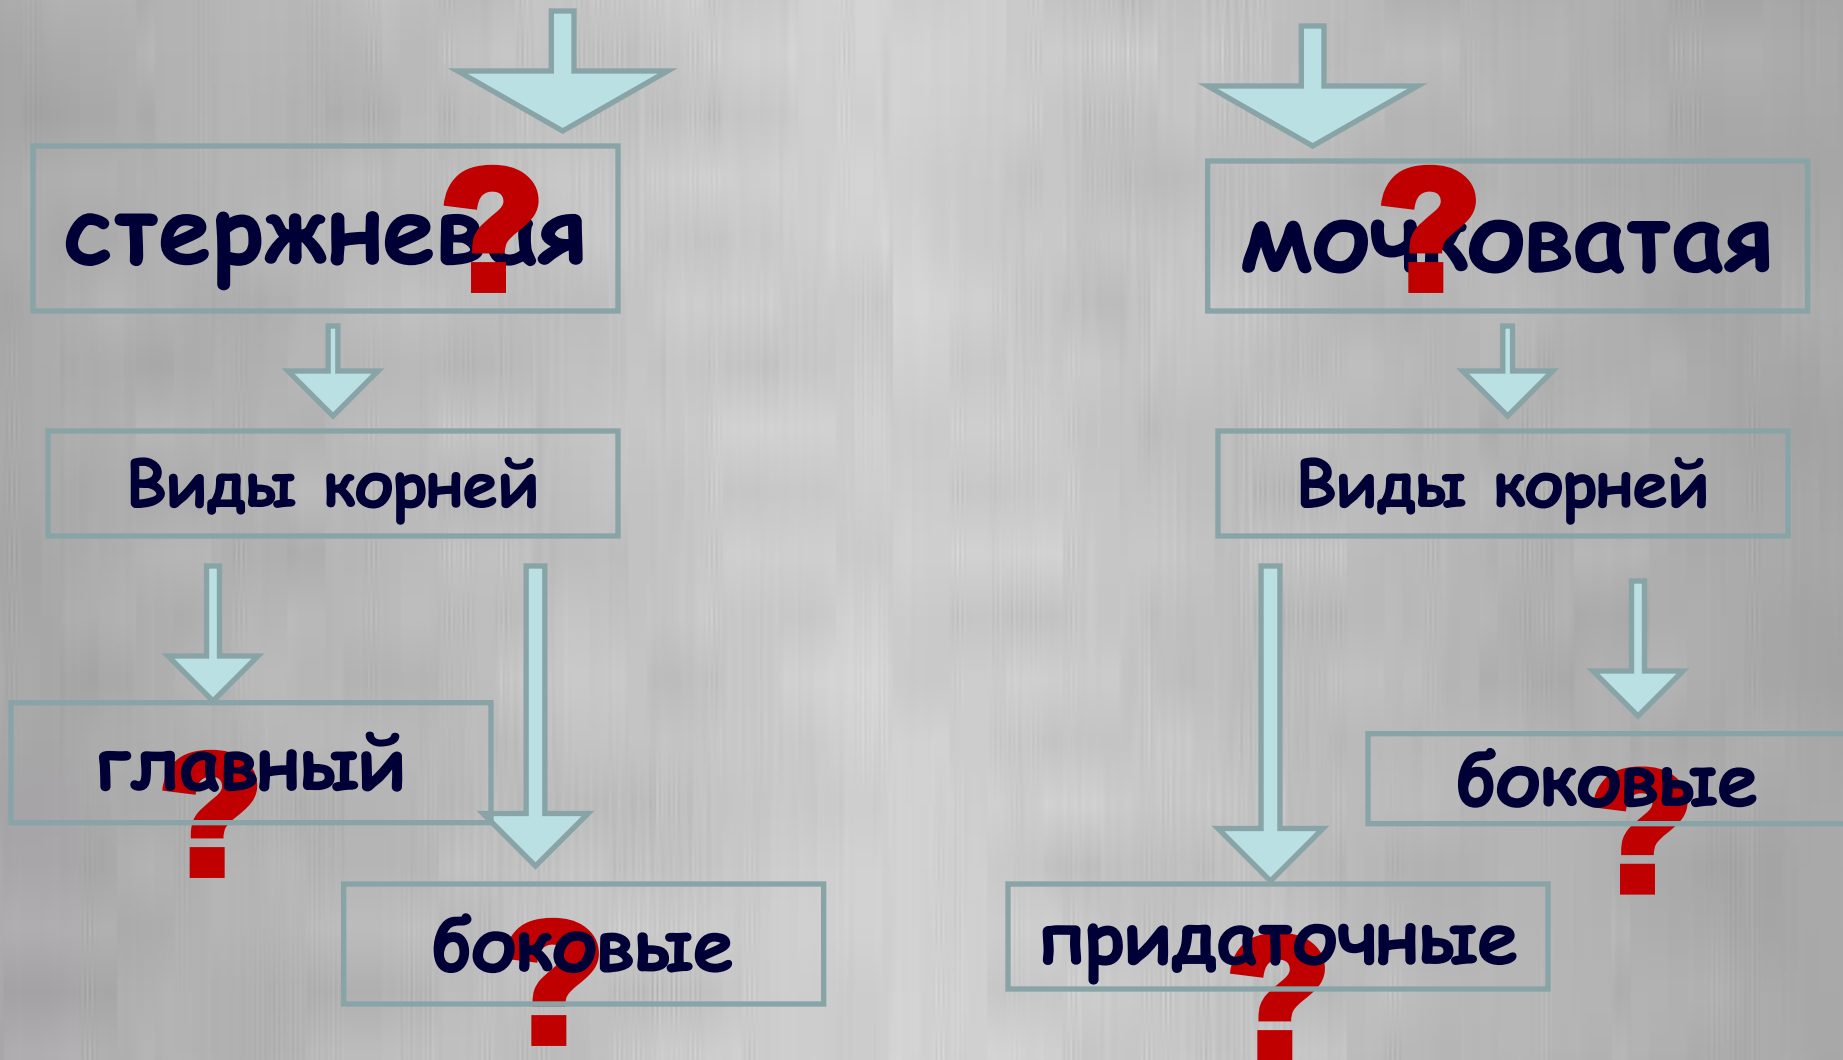 стержневая
?
мочковатая
?
Виды корней
Виды корней
главный
?
боковые
?
боковые
?
придаточные
?